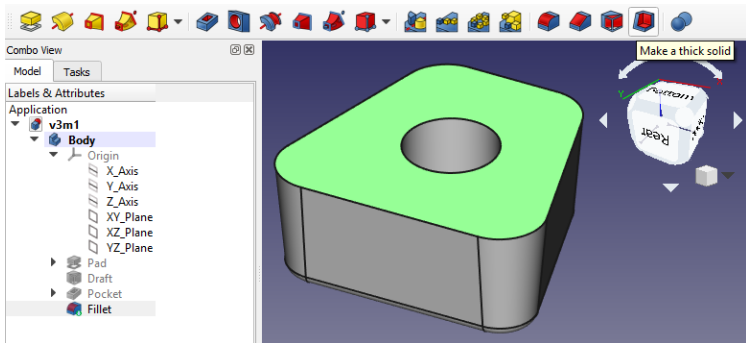 Combo View
Make a thick solid
Model
Tasks
Labels & Attributes
Application
v3m1
Body
Origin
X_Axis
Y_Axis
Z_Axis
XY_Plane
XZ_Plane
YZ_Plane
Pad
Draft
Pocket
Fillet
Bottom
Rear
Y